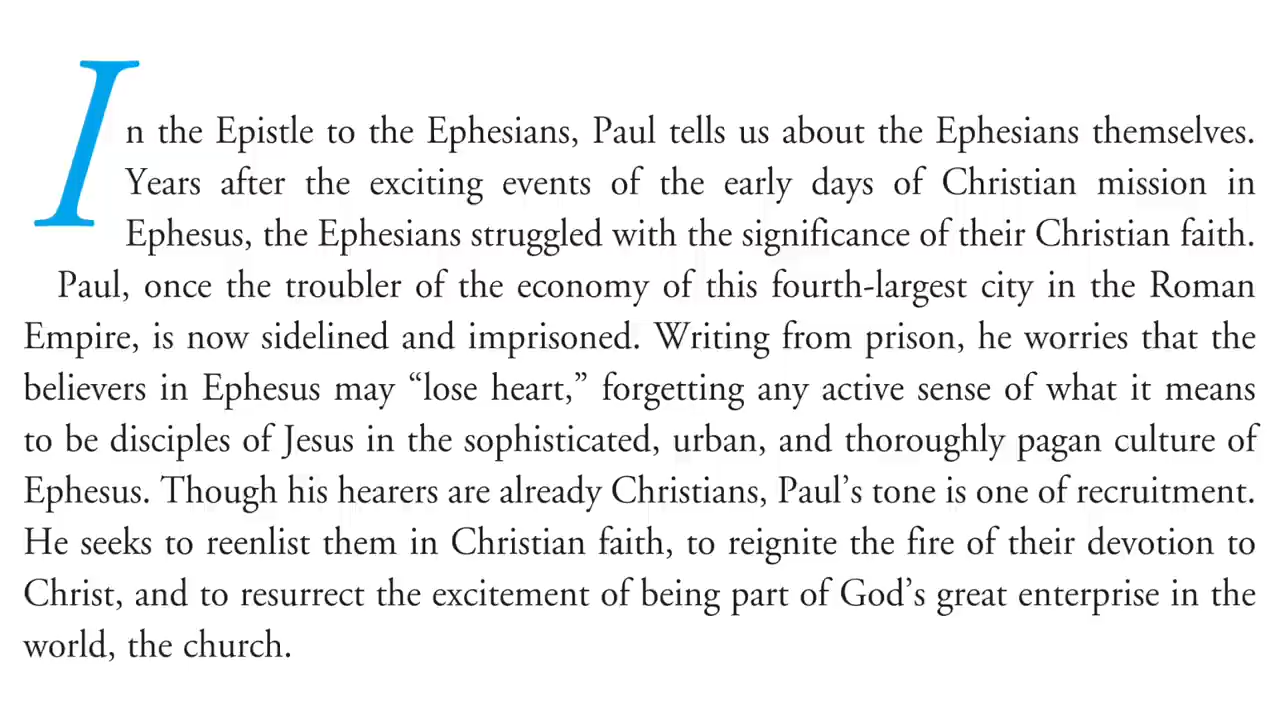 In the Epistle to the Ephesians, Paul tells us about the Ephesians themselves.
Years after the exciting events of the early days of Christian mission in
Ephesus, the Ephesians struggled with the significance of their Christian faith.
Paul, once the troubler of the economy of this fourth-largest city in the Roman
Empire, is now sidelined and imprisoned. Writing from prison, he worries that the
believers in Ephesus may “lose heart,” forgetting any active sense of what it means
to be disciples of Jesus in the sophisticated, urban, and thoroughly pagan culture of
Ephesus. Though his hearers are already Christians, Paul’s tone is one of recruitment.
He seeks to reenlist them in Christian faith, to reignite the fire of their devotion to
Christ, and to resurrect the excitement of being part of God’s great enterprise in the
world, the church.